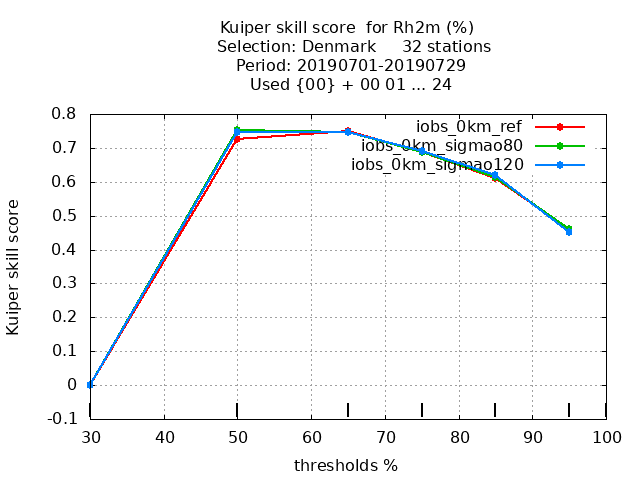 Kuiper skill score for Rh2m (%)
Selection: Denmark 32 stations
Period: 20190701-20190729
Used {00} + 00 01 ... 24
iobs_0km_ref
iobs_0km_sigmao80
iobs_0km_sigmao120
Kuiper skill score
0.8
0.7
0.6
0.5
0.4
0.3
0.2
0.1
0
-0.1
30 40 50 60 70 80 90 100
thresholds %